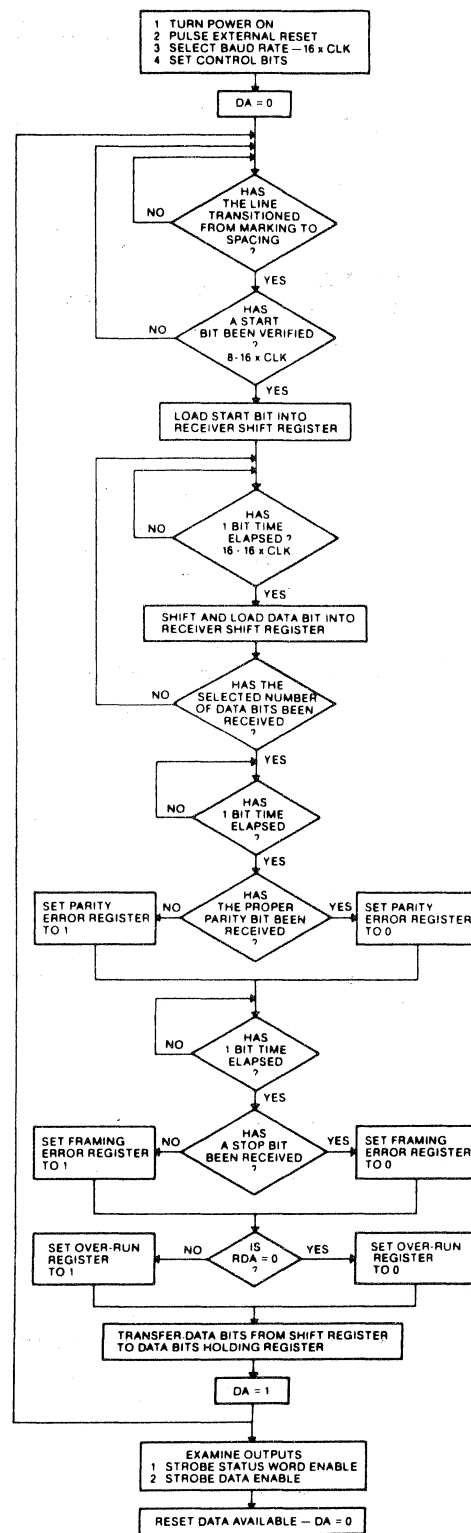 1 TURN POWER ON
2 PULSE EXTERNAL RESET
3 SELECT BAUD RATE — 16 x CLK
4 SET CONTROL BITS
DA = 0
HAS
THE LINE
TRANSITIONED
FROM MARKING TO
SPACING
?
NO
YES
HAS
A START
BIT BEEN VERIFIED
?
8-16 x CLK
NO
YES
LOAD START BIT INTO
RECEIVER SHIFT REGISTER
HAS
1 BIT TIME
ELAPSED ?
16 - 16 x CLK
NO
YES
SHIFT AND LOAD DATA BIT INTO
RECEIVER SHIFT REGISTER
NO
HAS THE
SELECTED NUMBER
OF DATA BITS BEEN
RECEIVED
?
YES
HAS
1 BIT TIME
ELAPSED
?
NO
YES
SET PARITY
ERROR REGISTER
TO 1
NO
HAS
THE PROPER
PARITY BIT BEEN
RECEIVED
?
YES
SET PARITY
ERROR REGISTER
TO 0
HAS
1 BIT TIME
ELAPSED
?
NO
YES
SET FRAMING
ERROR REGISTER
TO 1
NO
HAS
A STOP BIT
BEEN RECEIVED
?
YES
SET FRAMING
ERROR REGISTER
TO 0
SET OVER-RUN
REGISTER
TO 1
NO
IS
RDA = 0
?
YES
SET OVER-RUN
REGISTER
TO 0
TRANSFER DATA BITS FROM SHIFT REGISTER
TO DATA BITS HOLDING REGISTER
DA = 1
EXAMINE OUTPUTS
1 STROBE STATUS WORD ENABLE
2 STROBE DATA ENABLE
RESET DATA AVAILABLE — DA = 0